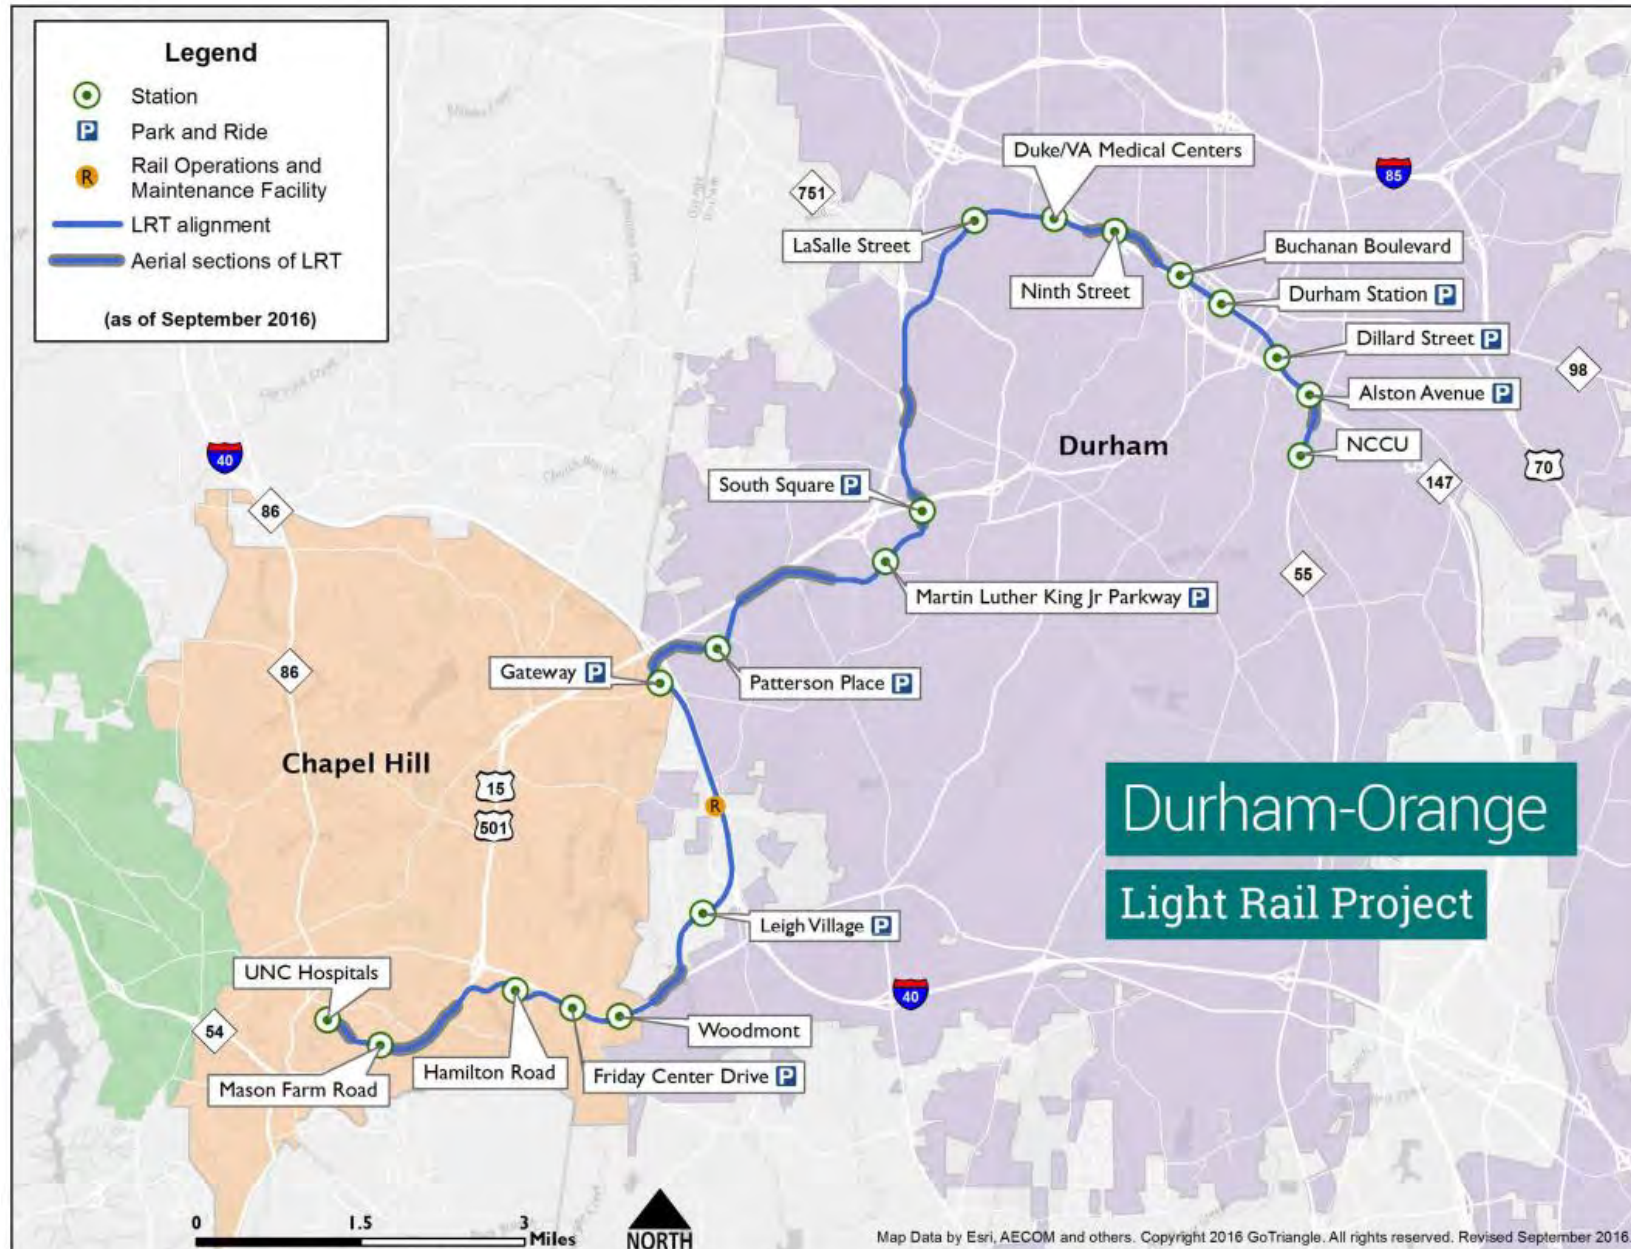 Legend
Station
P
Park and Ride
R
Rail Operations and
Maintenance Facility
LRT alignment
Aerial sections of LRT
(as of September 2016)
Duke/VA Medical Centers
85
751
LaSalle Street
Buchanan Boulevard
Ninth Street
Durham Station P
Dillard Street P
98
Alston Avenue P
Durham
NCCU
40
70
147
South Square P
86
55
Martin Luther King Jr Parkway P
86
Gateway P
Patterson Place P
Chapel Hill
15
501
R
Durham-Orange
Light Rail Project
Leigh Village P
UNC Hospitals
40
54
Woodmont
Hamilton Road
Friday Center Drive P
Mason Farm Road
0 1.5 3
Miles
NORTH
Map Data by Esri, AECOM and others. Copyright 2016 GoTriangle. All rights reserved. Revised September 2016.